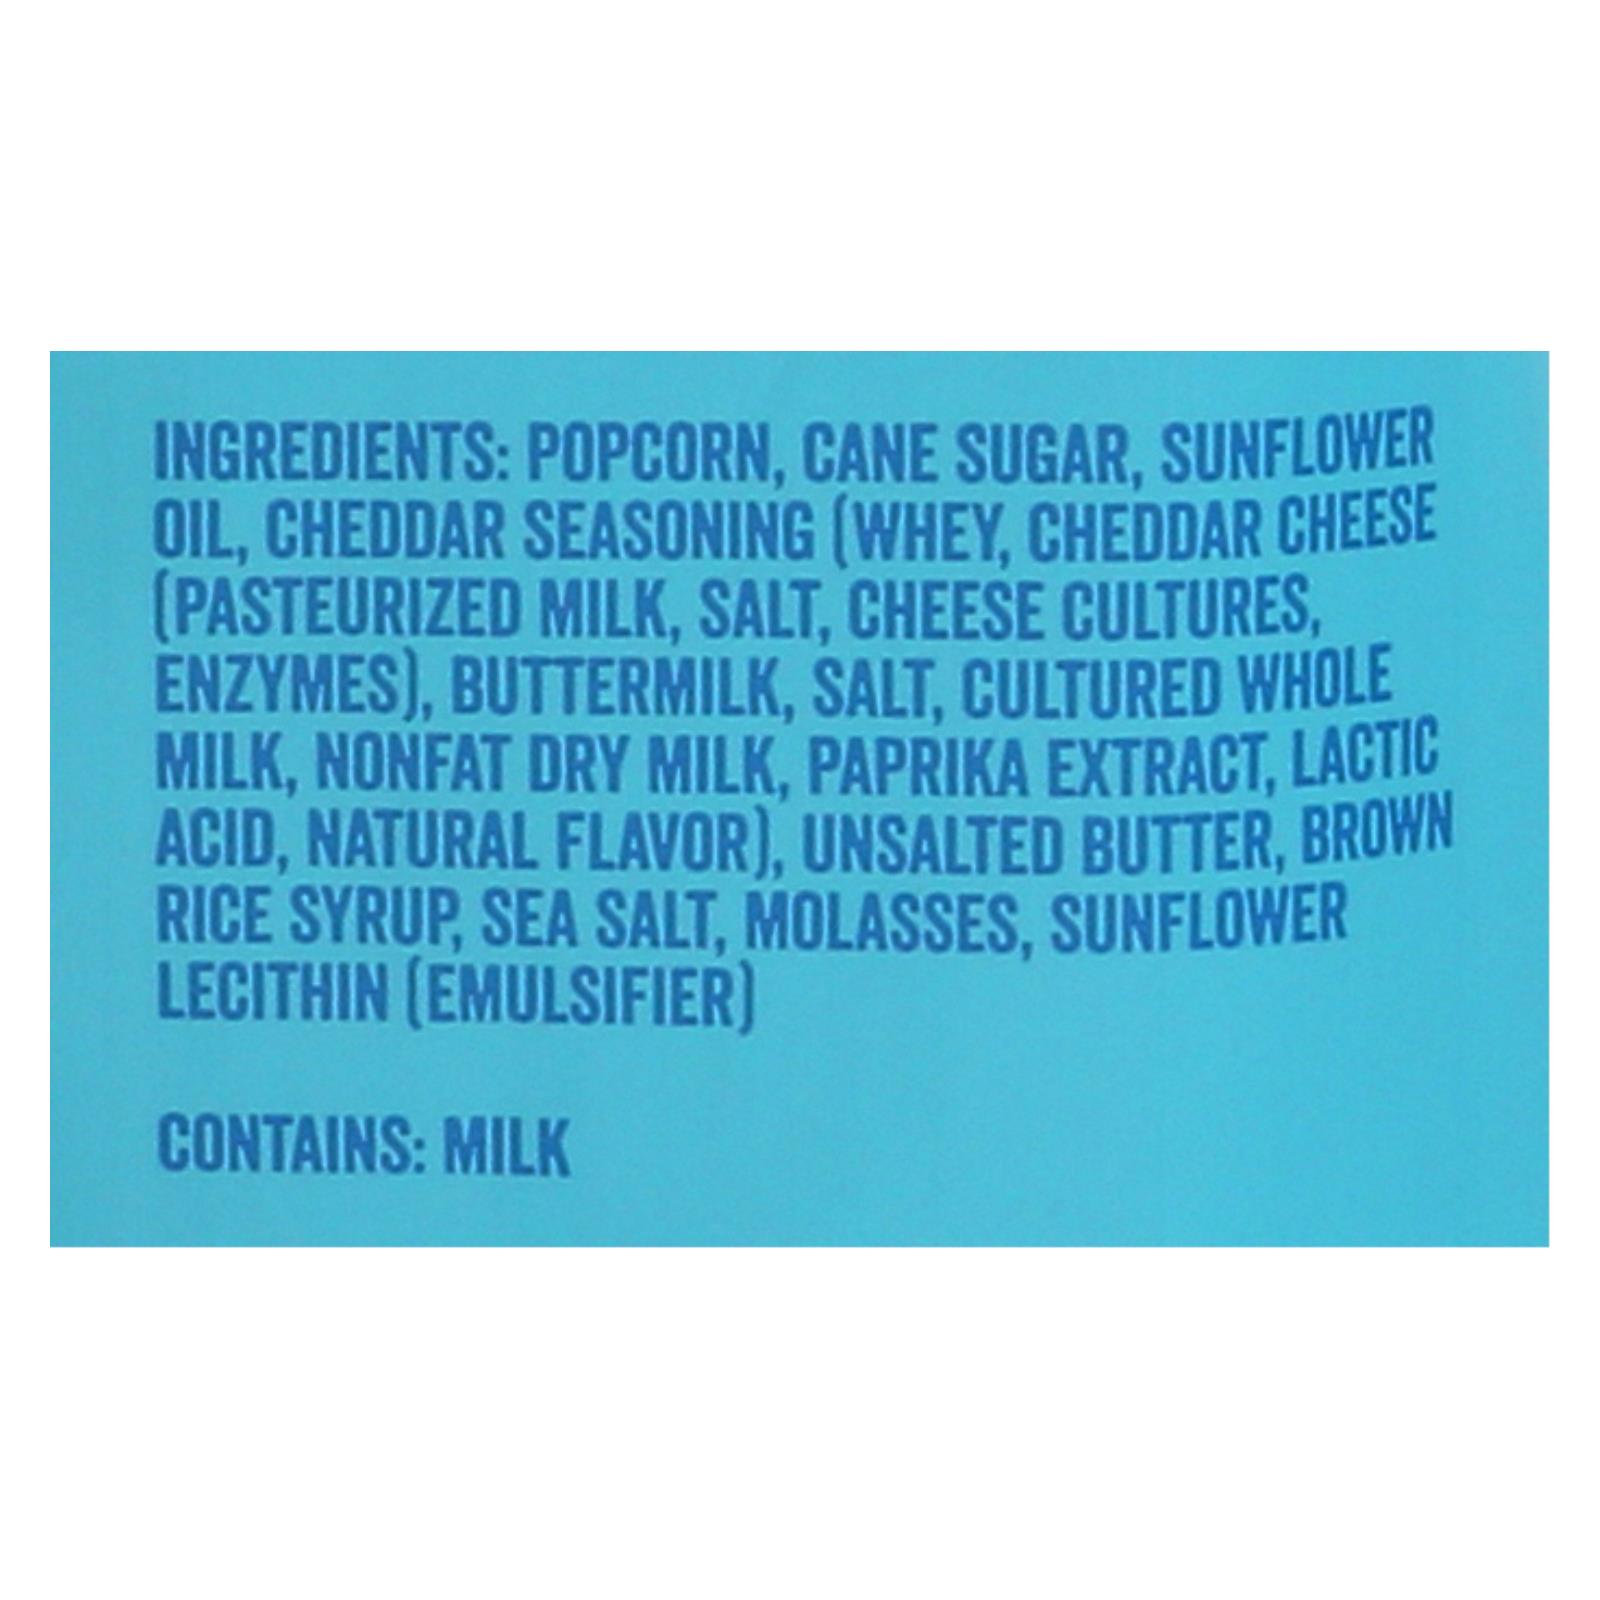 INGREDIENTS: POPCORN, CANE SUGAR, SUNFLOWER
OIL, CHEDDAR SEASONING (WHEY, CHEDDAR CHEESE
(PASTEURIZED MILK, SALT, CHEESE CULTURES,
ENZYMES), BUTTERMILK, SALT, CULTURED WHOLE
MILK, NONFAT DRY MILK, PAPRIKA EXTRACT, LACTIC
ACID, NATURAL FLAVOR), UNSALTED BUTTER, BROWN
RICE SYRUP, SEA SALT, MOLASSES, SUNFLOWER
LECITHIN (EMULSIFIER)
CONTAINS: MILK